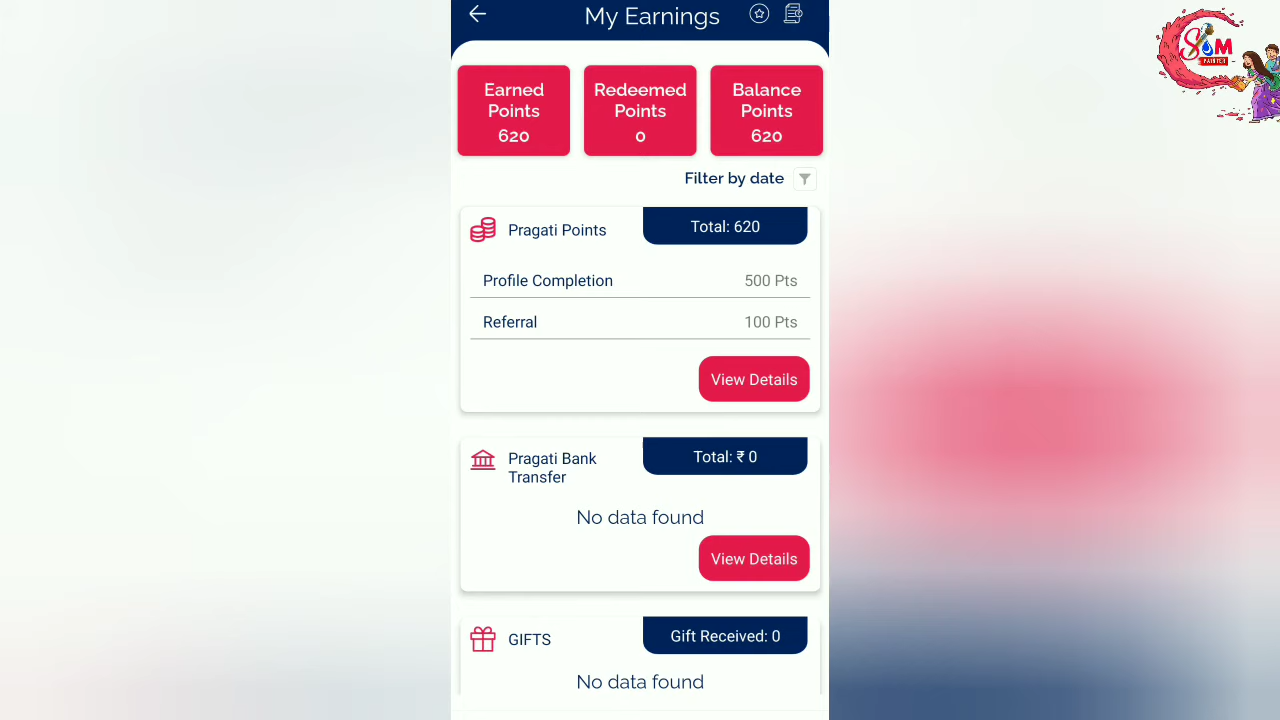 My Earnings
Earned Points
620
Redeemed Points
0
Balance Points
620
Filter by date
Pragati Points
Total: 620
Profile Completion
500 Pts
Referral
100 Pts
View Details
Pragati Bank
Transfer
Total: ₹ 0
No data found
View Details
GIFTS
Gift Received: 0
No data found
SAM
PAINTER